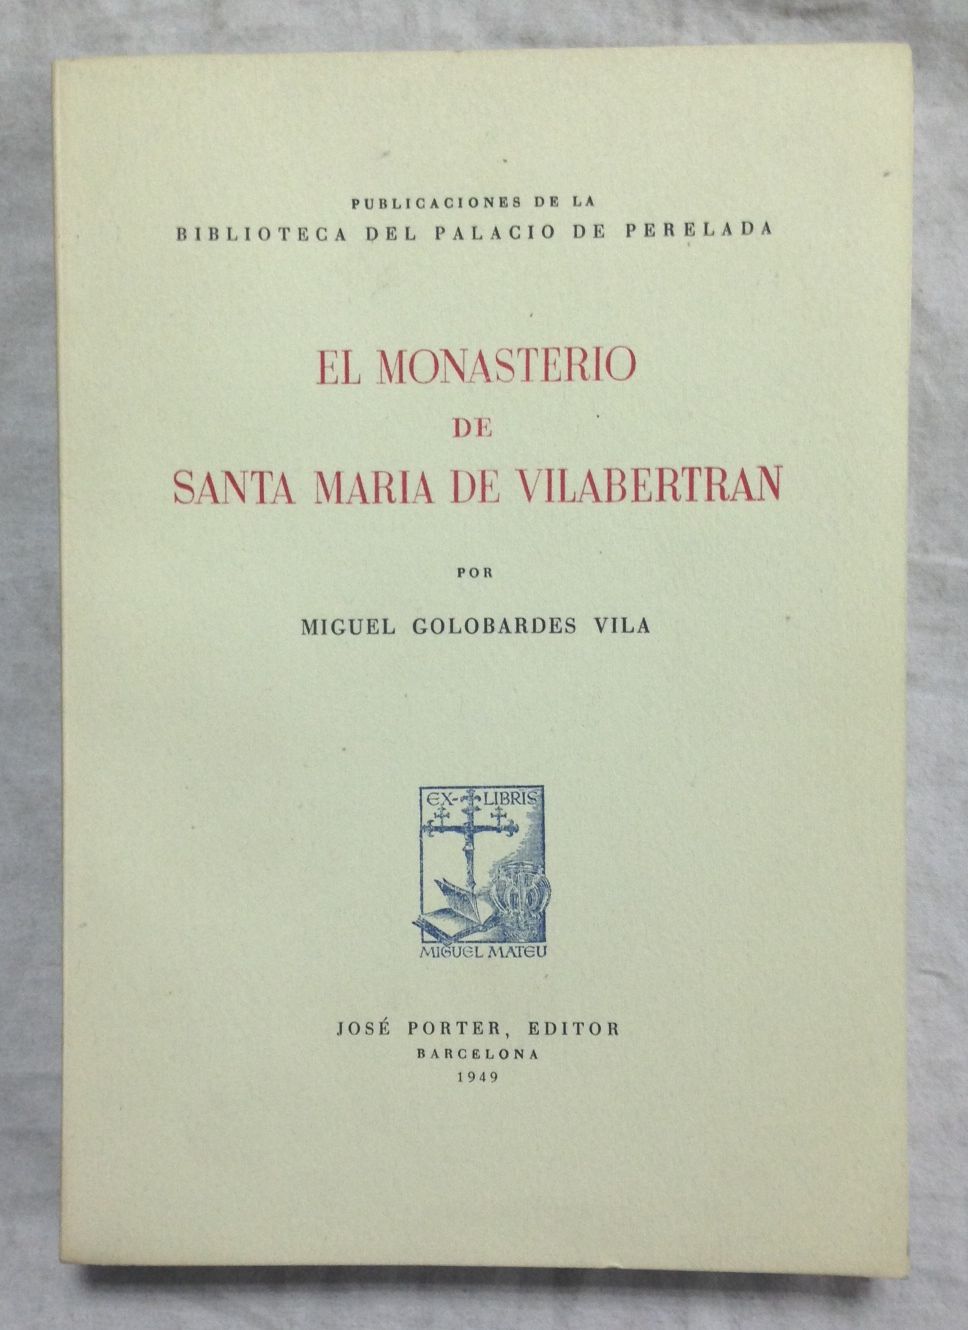 PUBLICACIONES DE LA
BIBLIOTECA DEL PALACIO DE PERELADA
EL MONASTERIO
DE
SANTA MARIA DE VILABERTRAN
POR
MIGUEL GOLOBARDES VILA
EX-LIBRIS
MIGUEL MATEU
JOSÉ PORTER, EDITOR
BARCELONA
1949